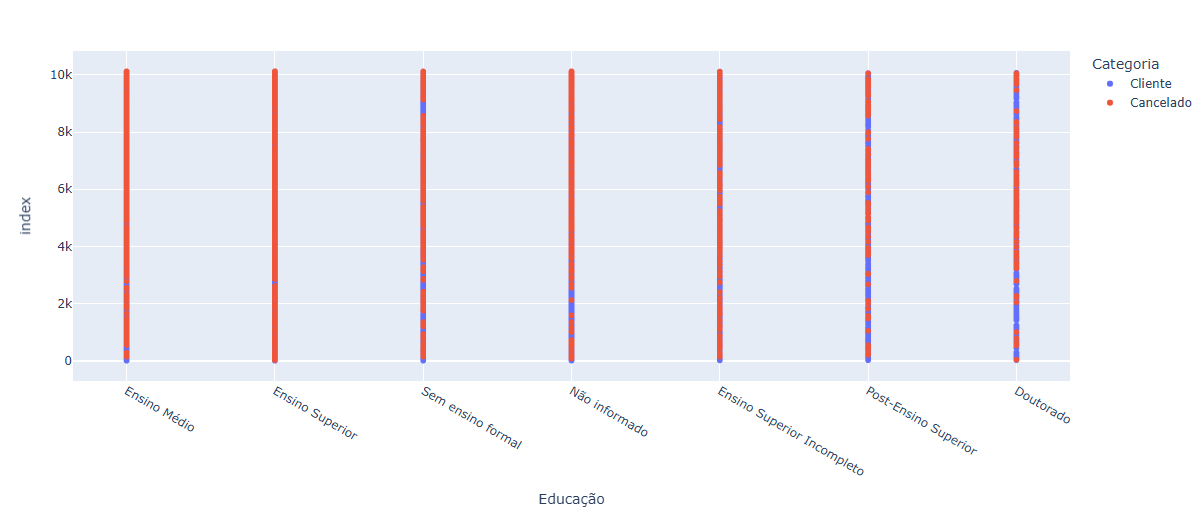 Categoria
Cliente
Cancelado
index
10k
8k
6k
4k
2k
0
Ensino Médio
Ensino Superior
Sem ensino formal
Não informado
Ensino Superior Incompleto
Post-Ensino Superior
Doutorado
Educação